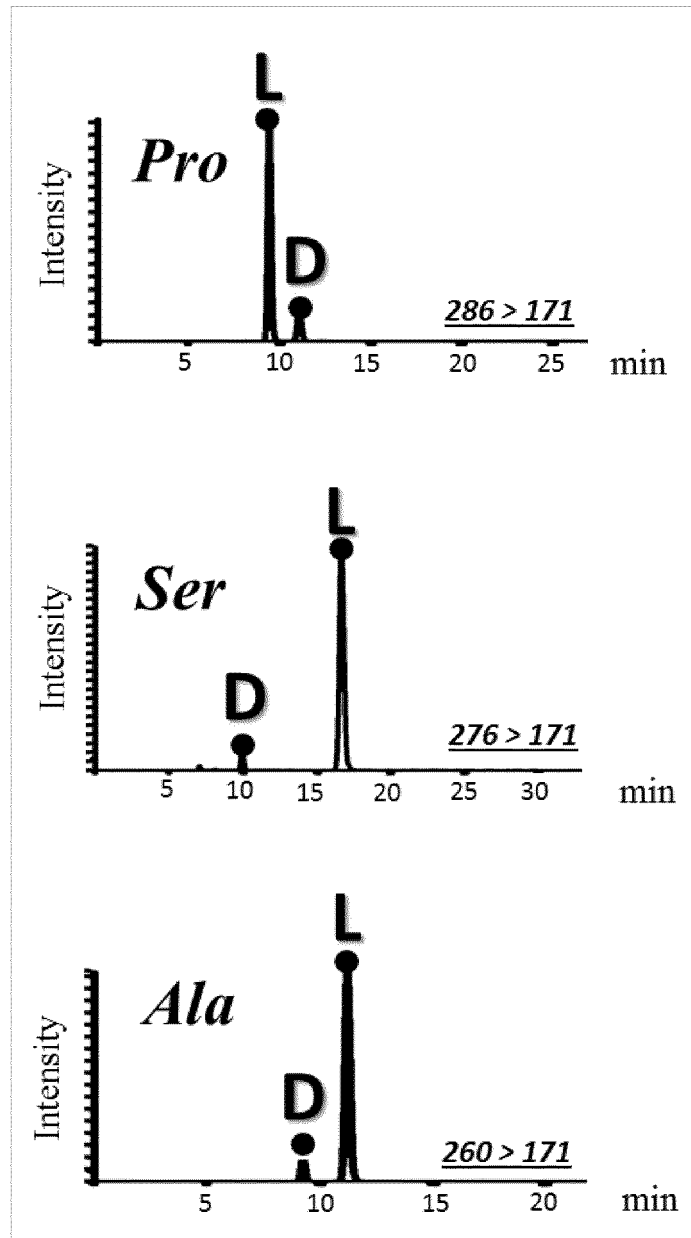 L
Pro
D
Intensity
286 > 171
5 10 15 20 25 min
L
Ser
D
Intensity
276 > 171
5 10 15 20 25 30 min
L
Ala
D
Intensity
260 > 171
5 10 15 20 min